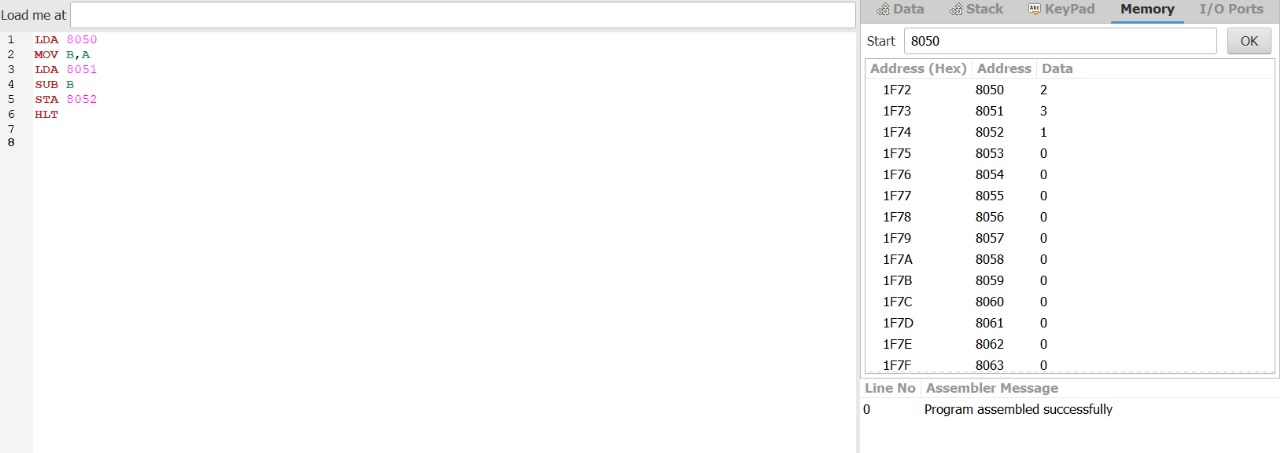 Load me at
1 LDA 8050
2 MOV B,A
3 LDA 8051
4 SUB B
5 STA 8052
6 HLT
7
8
Data Stack KeyPad Memory I/O Ports
Start 8050 OK
Address (Hex) Address Data
1F72 8050 2
1F73 8051 3
1F74 8052 1
1F75 8053 0
1F76 8054 0
1F77 8055 0
1F78 8056 0
1F79 8057 0
1F7A 8058 0
1F7B 8059 0
1F7C 8060 0
1F7D 8061 0
1F7E 8062 0
1F7F 8063 0
Line No Assembler Message
0 Program assembled successfully